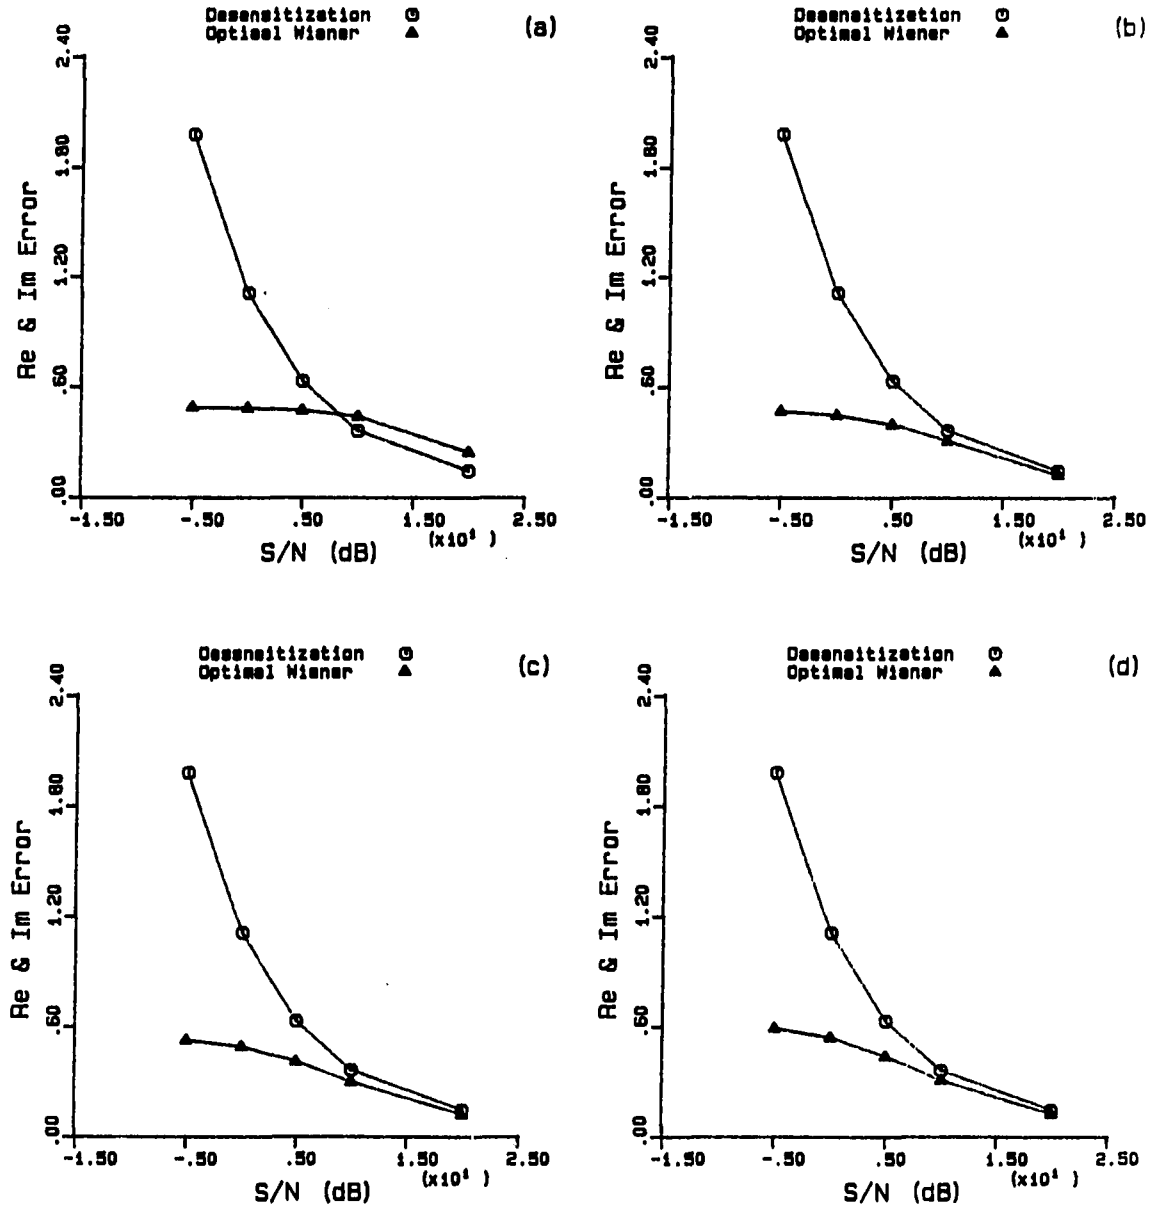 Desensitization
Optimal Wiener
(a)
2.40
1.80
1.20
.60
.00
Re & Im Error
-1.50 -.50 .50 1.50 2.50
(x10¹ )
S/N (dB)
Desensitization
Optimal Wiener
(b)
2.40
1.80
1.20
.60
.00
Re & Im Error
-1.50 -.50 .50 1.50 2.50
(x10¹ )
S/N (dB)
Desensitization
Optimal Wiener
(c)
2.40
1.80
1.20
.60
.00
Re & Im Error
-1.50 -.50 .50 1.50 2.50
(x10¹ )
S/N (dB)
Desensitization
Optimal Wiener
(d)
2.40
1.80
1.20
.60
.00
Re & Im Error
-1.50 -.50 .50 1.50 2.50
(x10¹ )
S/N (dB)